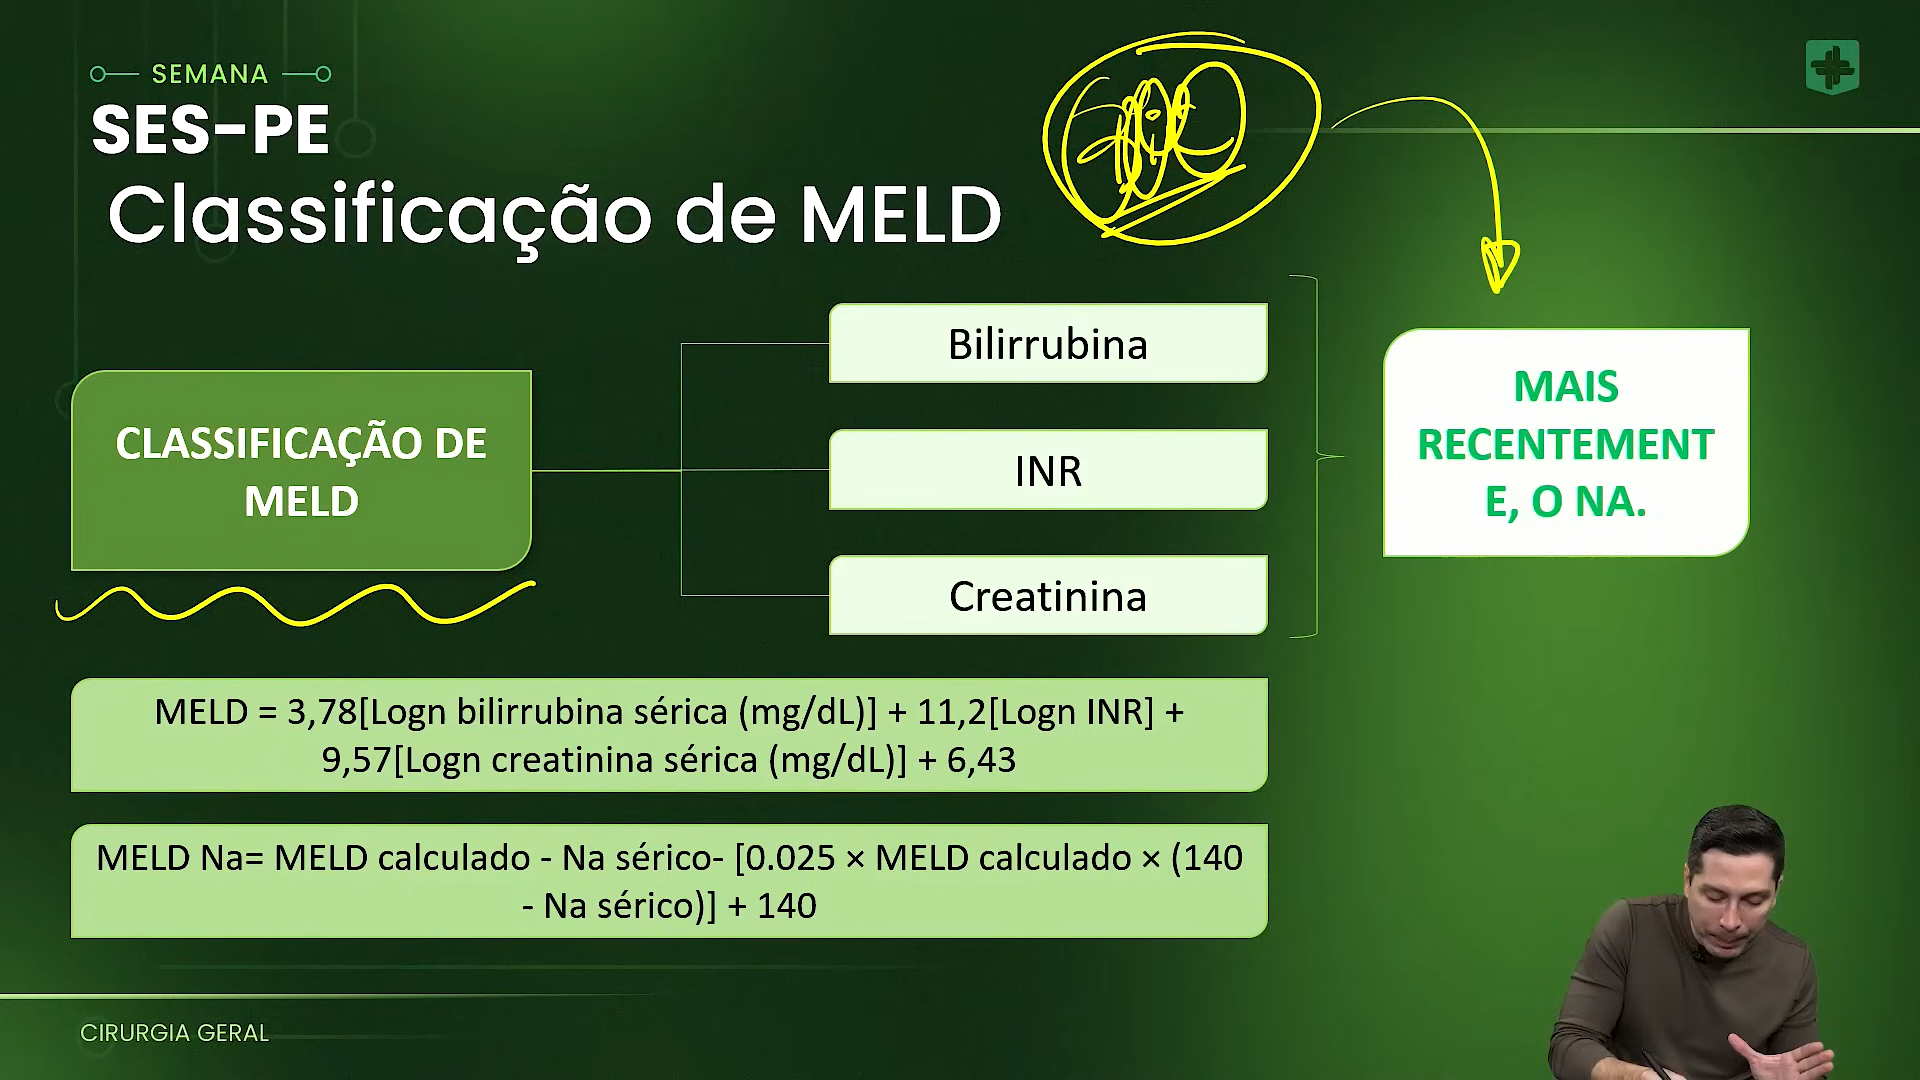 SEMANA
SES-PE
Classificação de MELD
CLASSIFICAÇÃO DE
MELD
Bilirrubina
INR
Creatinina
MAIS
RECENTEMENT
E, O NA.
MELD = 3,78[Logn bilirrubina sérica (mg/dL)] + 11,2[Logn INR] +
9,57[Logn creatinina sérica (mg/dL)] + 6,43
MELD Na= MELD calculado - Na sérico- [0.025 × MELD calculado × (140
- Na sérico)] + 140
CIRURGIA GERAL